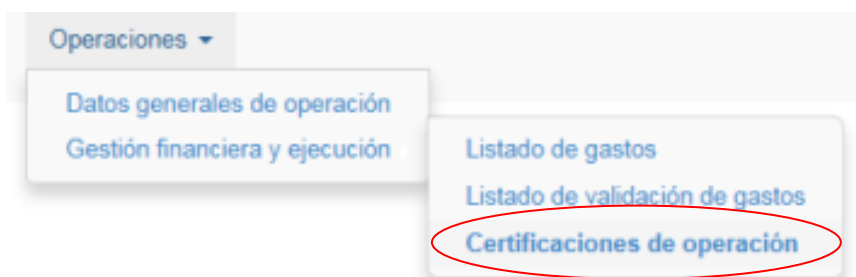 Operaciones
Datos generales de operación
Gestión financiera y ejecución
Listado de gastos
Listado de validación de gastos
Certificaciones de operación